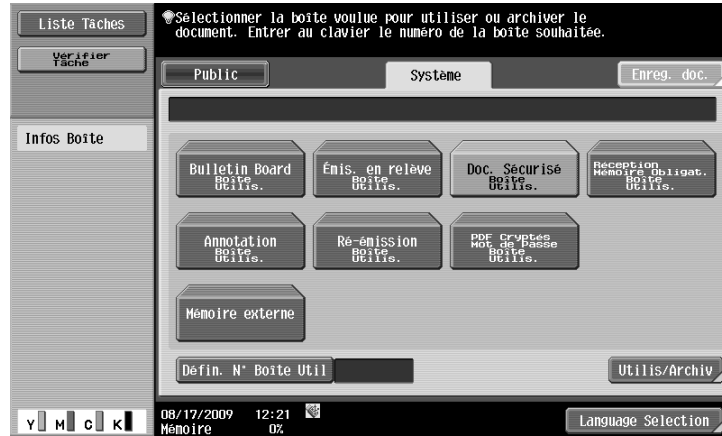 Liste Tâches
Vérifier
Tâche
Sélectionner la boîte voulue pour utiliser ou archiver le
document. Entrer au clavier le numéro de la boîte souhaitée.
Public
Système
Enreg. doc.
Infos Boîte
Bulletin Board
Boîte
Utilis.
Émis. en relève
Boîte
Utilis.
Doc. Sécurisé
Boîte
Utilis.
Réception
Mémoire Obligat.
Boîte
Utilis.
Annotation
Boîte
Utilis.
Ré-émission
Boîte
Utilis.
PDF Cryptés
Mot de Passe
Boîte
Utilis.
Mémoire externe
Défin. N° Boîte Util
Utilis/Archiv
Y M C K
08/17/2009 12:21
Mémoire 0%
Language Selection